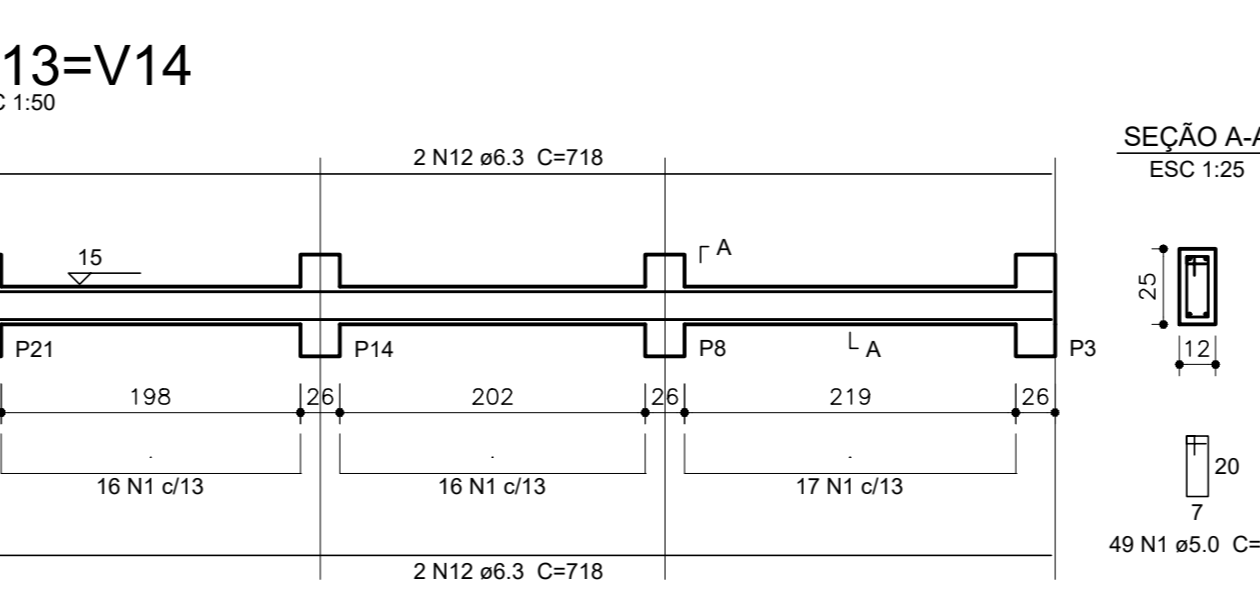 13=V14
C 1:50
2 N12 ø6.3 C=718
SEÇÃO A-A
ESC 1:25
15
A
25
12
P21
P14
P8
A
P3
198
26
202
26
219
26
16 N1 c/13
16 N1 c/13
17 N1 c/13
20
7
49 N1 ø5.0 C=
2 N12 ø6.3 C=718